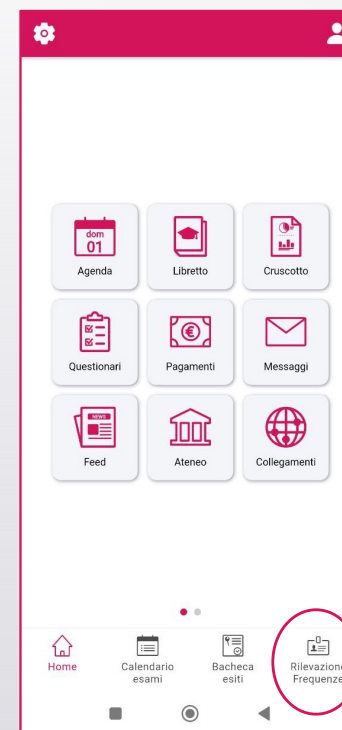 dom
01
Agenda
Libretto
Cruscotto
Questionari
Pagamenti
Messaggi
NEWS
Feed
Ateneo
Collegamenti
Home
Calendario
esami
Bacheca
esiti
Rilevazione
Frequenze